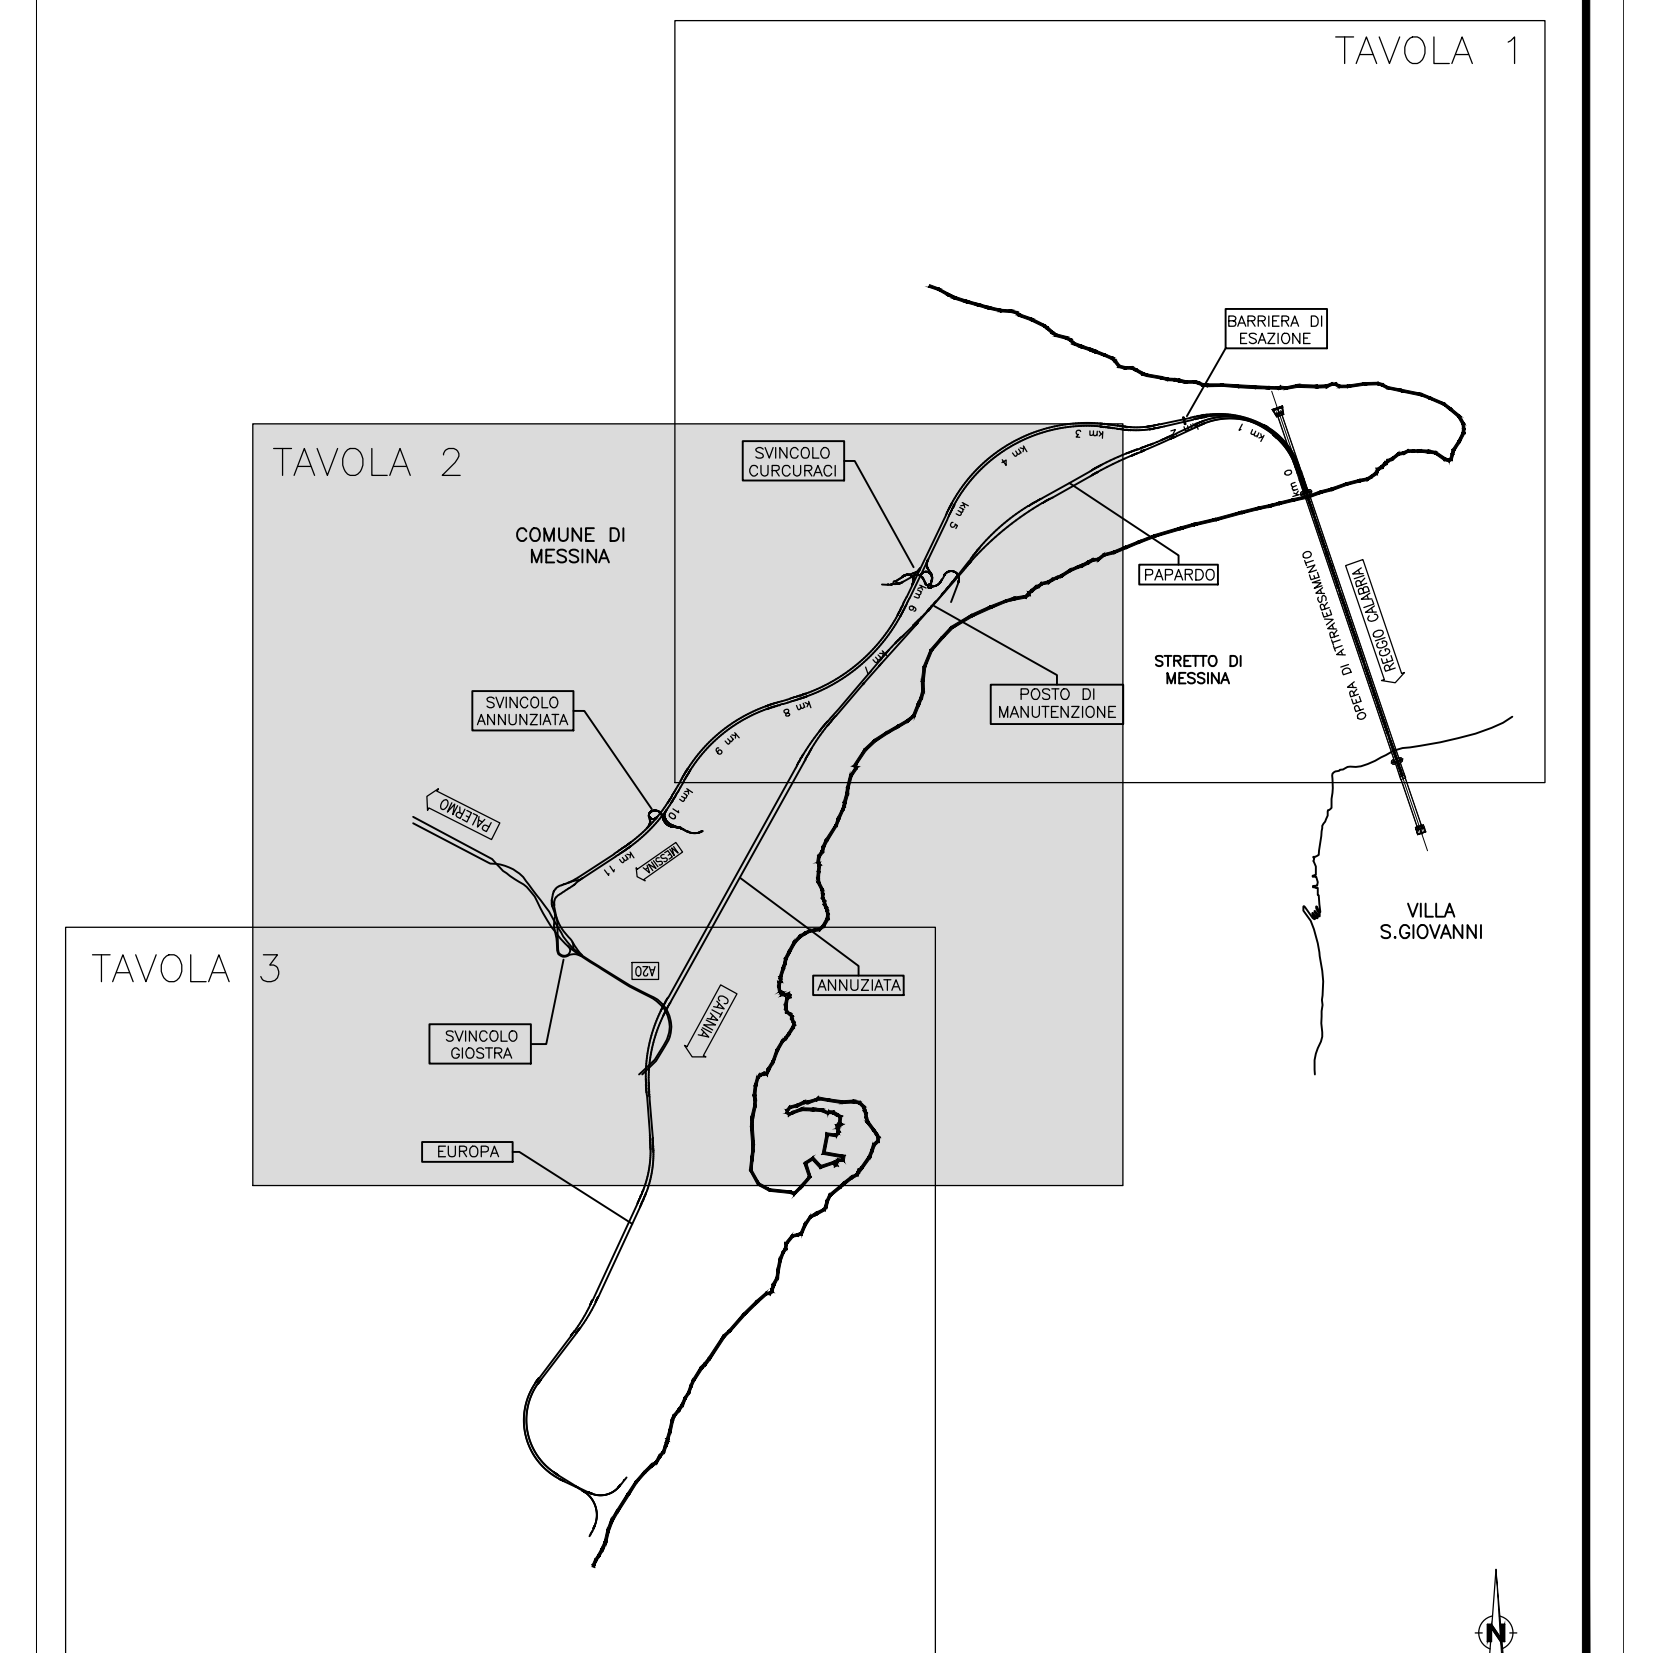 TAVOLA 1
BARRIERA DI
ESAZIONE
TAVOLA 2
SVINCOLO
CURCURACI
COMUNE DI
MESSINA
km 0
km 1
km 2
km 3
km 4
km 5
km 6
km 7
km 8
km 9
km 10
km 11
PAPARDO
OPERA DI ATTRAVERSAMENTO
REGGIO CALABRIA
STRETTO DI
MESSINA
POSTO DI
MANUTENZIONE
SVINCOLO
ANNUNZIATA
PALERMO
MESSINA
VILLA
S.GIOVANNI
TAVOLA 3
A20
ANNUZIATA
CATANIA
SVINCOLO
GIOSTRA
EUROPA
N